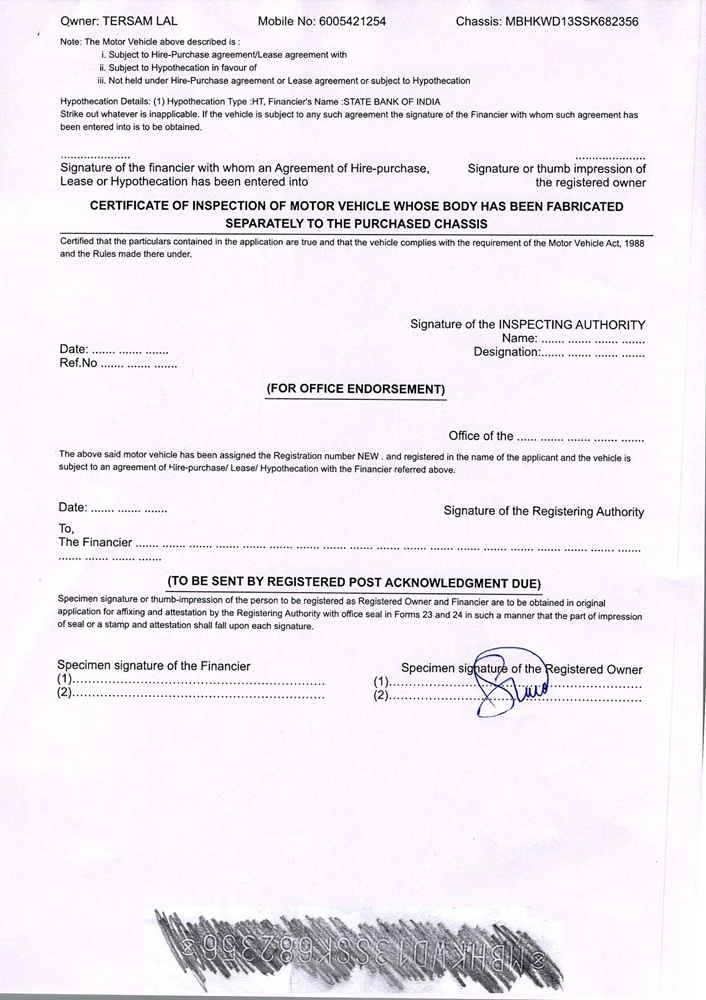 Owner: TERSAM LAL Mobile No: 6005421254 Chassis: MBHKWD13SSK682356
Note: The Motor Vehicle above described is :
i. Subject to Hire-Purchase agreement/Lease agreement with
ii. Subject to Hypothecation in favour of
iii. Not held under Hire-Purchase agreement or Lease agreement or subject to Hypothecation
Hypothecation Details: (1) Hypothecation Type :HT, Financier's Name :STATE BANK OF INDIA
Strike out whatever is inapplicable. If the vehicle is subject to any such agreement the signature of the Financier with whom such agreement has
been entered into is to be obtained.
..................... .....................
Signature of the financier with whom an Agreement of Hire-purchase, Signature or thumb impression of
Lease or Hypothecation has been entered into the registered owner
CERTIFICATE OF INSPECTION OF MOTOR VEHICLE WHOSE BODY HAS BEEN FABRICATED
SEPARATELY TO THE PURCHASED CHASSIS
Certified that the particulars contained in the application are true and that the vehicle complies with the requirement of the Motor Vehicle Act, 1988
and the Rules made there under.
Signature of the INSPECTING AUTHORITY
Name: ....... ....... ....... .......
Date: ....... ....... ....... Designation:....... ....... ....... .......
Ref.No ....... ....... .......
(FOR OFFICE ENDORSEMENT)
Office of the ...... ....... ....... ....... .......
The above said motor vehicle has been assigned the Registration number NEW , and registered in the name of the applicant and the vehicle is
subject to an agreement of Hire-purchase/ Lease/ Hypothecation with the Financier referred above.
Date: ....... ....... ....... Signature of the Registering Authority
To,
The Financier ....... ....... ....... ....... ....... ....... ....... ....... ....... ....... ....... ....... ....... ....... ....... ....... ....... ....... .......
....... ....... ....... .......
(TO BE SENT BY REGISTERED POST ACKNOWLEDGMENT DUE)
Specimen signature or thumb-impression of the person to be registered as Registered Owner and Financier are to be obtained in original
application for affixing and attestation by the Registering Authority with office seal in Forms 23 and 24 in such a manner that the part of impression
of seal or a stamp and attestation shall fall upon each signature.
Specimen signature of the Financier Specimen signature of the Registered Owner
(1)................................................................ (1)................................................................
(2)................................................................ (2)................................................................
MBHKWD13SSK682356